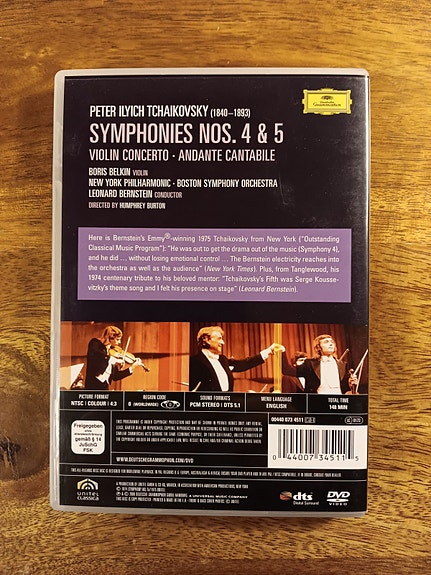 Deutsche
Grammophon
PETER ILYICH TCHAIKOVSKY (1840–1893)
SYMPHONIES NOS. 4 & 5
VIOLIN CONCERTO · ANDANTE CANTABILE
BORIS BELKIN VIOLIN
NEW YORK PHILHARMONIC · BOSTON SYMPHONY ORCHESTRA
LEONARD BERNSTEIN CONDUCTOR
DIRECTED BY HUMPHREY BURTON
Here is Bernstein's Emmy®-winning 1975 Tchaikovsky from New York ("Outstanding
Classical Music Program"): "He was out to get the drama out of the music (Symphony 4),
and he did ... without losing emotional control ... The Bernstein electricity reaches into
the orchestra as well as the audience" (New York Times). Plus, from Tanglewood, his
1974 centenary tribute to his beloved mentor: "Tchaikovsky's Fifth was Serge Kousse-
vitzky's theme song and I felt his presence on stage" (Leonard Bernstein).
PICTURE FORMAT
NTSC / COLOUR / 4:3
REGION CODE
0 (WORLDWIDE)
SOUND FORMATS
PCM STEREO / DTS 5.1
MENU LANGUAGE
ENGLISH
TOTAL TIME
148 MIN
Freigegeben
ohne
Altersbeschränkung
gemäß § 14
JuSchG
FSK
00440 073 4511
WWW.DEUTSCHEGRAMMOPHON.COM/DVD
0 44007 34511 5
unitel
classica
A UNIVERSAL MUSIC COMPANY
dts
Digital Surround
DVD
VIDEO